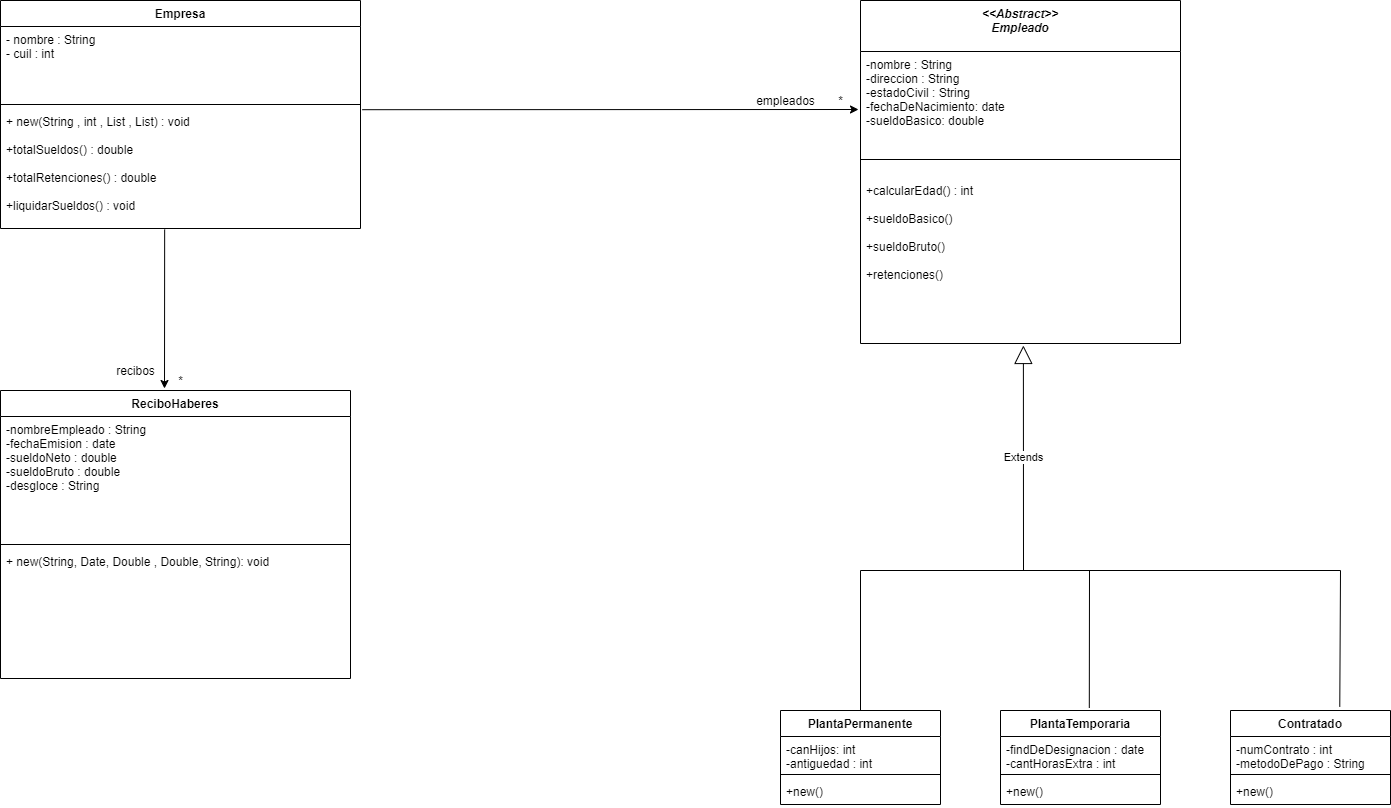 Empresa
- nombre : String
- cuil : int
+ new(String , int , List , List) : void
+totalSueldos() : double
+totalRetenciones() : double
+liquidarSueldos() : void
empleados
*
<<Abstract>>
Empleado
-nombre : String
-direccion : String
-estadoCivil : String
-fechaDeNacimiento: date
-sueldoBasico: double
+calcularEdad() : int
+sueldoBasico()
+sueldoBruto()
+retenciones()
recibos
*
ReciboHaberes
-nombreEmpleado : String
-fechaEmision : date
-sueldoNeto : double
-sueldoBruto : double
-desgloce : String
+ new(String, Date, Double , Double, String): void
Extends
PlantaPermanente
-canHijos: int
-antiguedad : int
+new()
PlantaTemporaria
-findDeDesignacion : date
-cantHorasExtra : int
+new()
Contratado
-numContrato : int
-metodoDePago : String
+new()